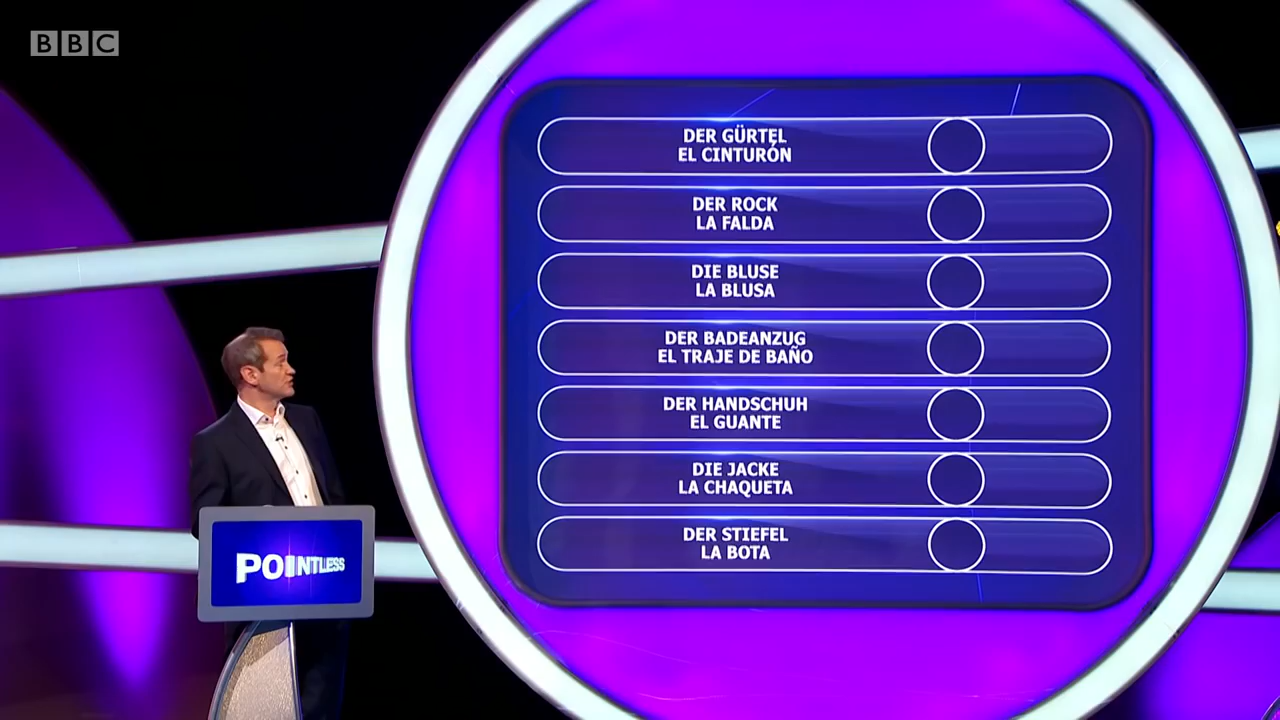 BBC
DER GÜRTEL
EL CINTURÓN
DER ROCK
LA FALDA
DIE BLUSE
LA BLUSA
DER BADEANZUG
EL TRAJE DE BAÑO
DER HANDSCHUH
EL GUANTE
DIE JACKE
LA CHAQUETA
DER STIEFEL
LA BOTA
POINTLESS